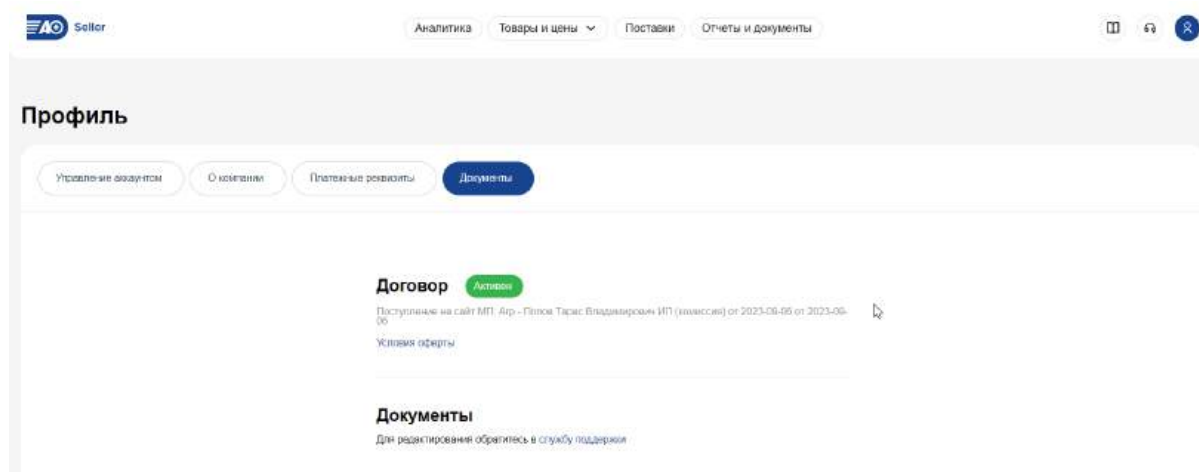 Seller
Аналитика Товары и цены Поставки Отчеты и документы
Профиль
Управление аккаунтом О компании Платежные реквизиты Документы
Договор Активен
Поступление на сайт МП. Агр - Попов Тарас Владимирович ИП (комиссия) от 2023-09-06 от 2023-09-
06
Условия оферты
Документы
Для редактирования обратитесь в службу поддержки